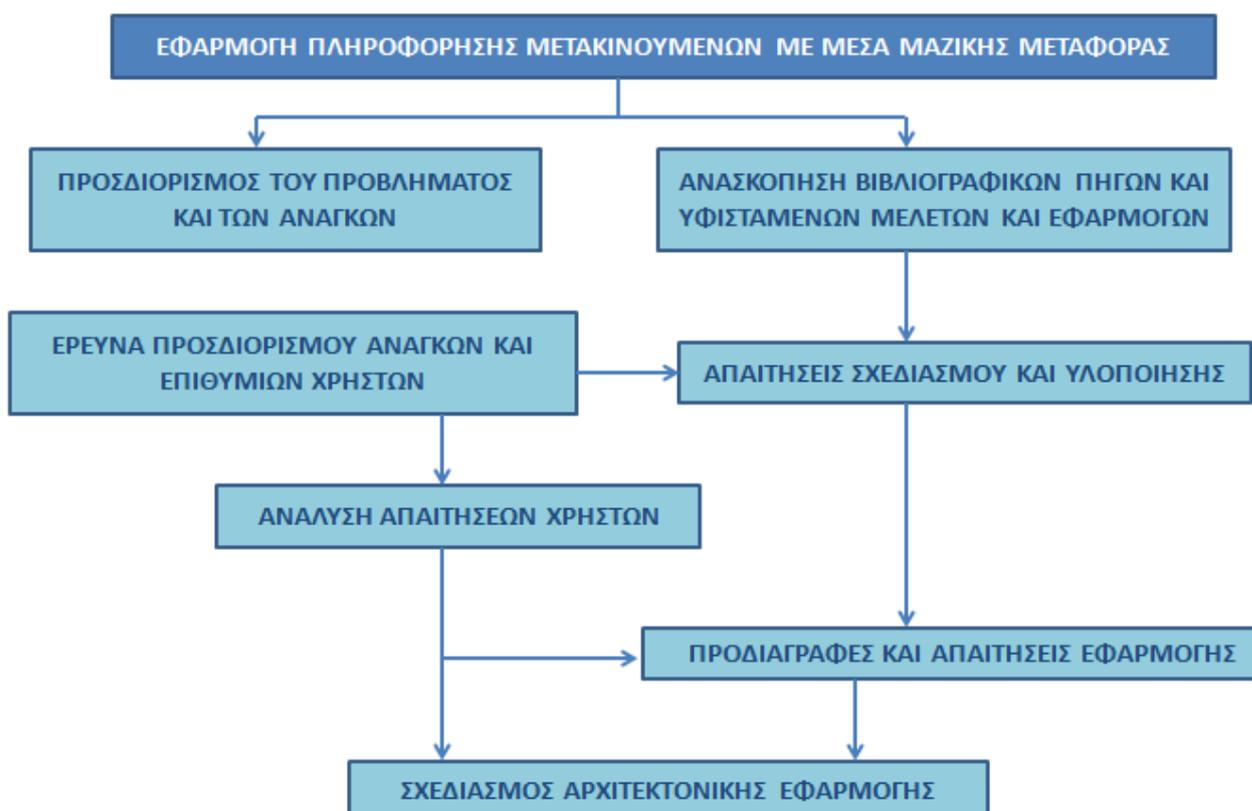 ΕΦΑΡΜΟΓΗ ΠΛΗΡΟΦΟΡΗΣΗΣ ΜΕΤΑΚΙΝΟΥΜΕΝΩΝ ΜΕ ΜΕΣΑ ΜΑΖΙΚΗΣ ΜΕΤΑΦΟΡΑΣ
ΠΡΟΣΔΙΟΡΙΣΜΟΣ ΤΟΥ ΠΡΟΒΛΗΜΑΤΟΣ
ΚΑΙ ΤΩΝ ΑΝΑΓΚΩΝ
ΑΝΑΣΚΟΠΗΣΗ ΒΙΒΛΙΟΓΡΑΦΙΚΩΝ ΠΗΓΩΝ ΚΑΙ
ΥΦΙΣΤΑΜΕΝΩΝ ΜΕΛΕΤΩΝ ΚΑΙ ΕΦΑΡΜΟΓΩΝ
ΕΡΕΥΝΑ ΠΡΟΣΔΙΟΡΙΣΜΟΥ ΑΝΑΓΚΩΝ ΚΑΙ
ΕΠΙΘΥΜΙΩΝ ΧΡΗΣΤΩΝ
ΑΠΑΙΤΗΣΕΙΣ ΣΧΕΔΙΑΣΜΟΥ ΚΑΙ ΥΛΟΠΟΙΗΣΗΣ
ΑΝΑΛΥΣΗ ΑΠΑΙΤΗΣΕΩΝ ΧΡΗΣΤΩΝ
ΠΡΟΔΙΑΓΡΑΦΕΣ ΚΑΙ ΑΠΑΙΤΗΣΕΙΣ ΕΦΑΡΜΟΓΗΣ
ΣΧΕΔΙΑΣΜΟΣ ΑΡΧΙΤΕΚΤΟΝΙΚΗΣ ΕΦΑΡΜΟΓΗΣ